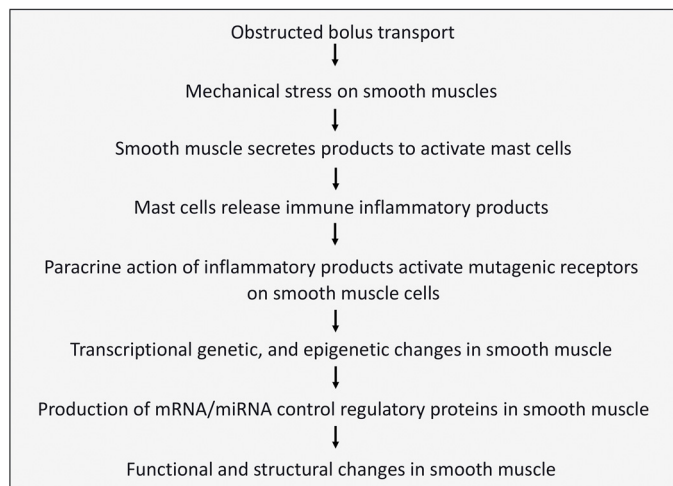 Obstructed bolus transport
Mechanical stress on smooth muscles
Smooth muscle secretes products to activate mast cells
Mast cells release immune inflammatory products
Paracrine action of inflammatory products activate mutagenic receptors
on smooth muscle cells
Transcriptional genetic, and epigenetic changes in smooth muscle
Production of mRNA/miRNA control regulatory proteins in smooth muscle
Functional and structural changes in smooth muscle